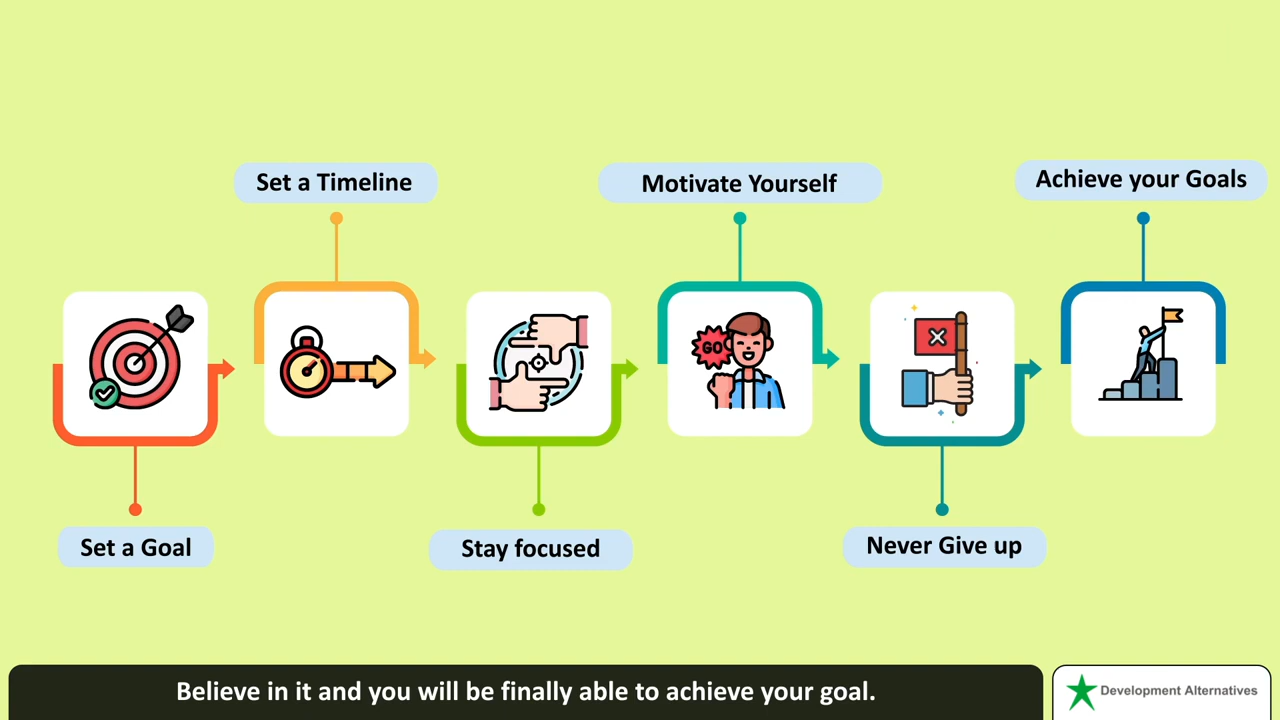 Set a Timeline
Motivate Yourself
Achieve your Goals
GO
Set a Goal
Stay focused
Never Give up
Believe in it and you will be finally able to achieve your goal.
Development Alternatives